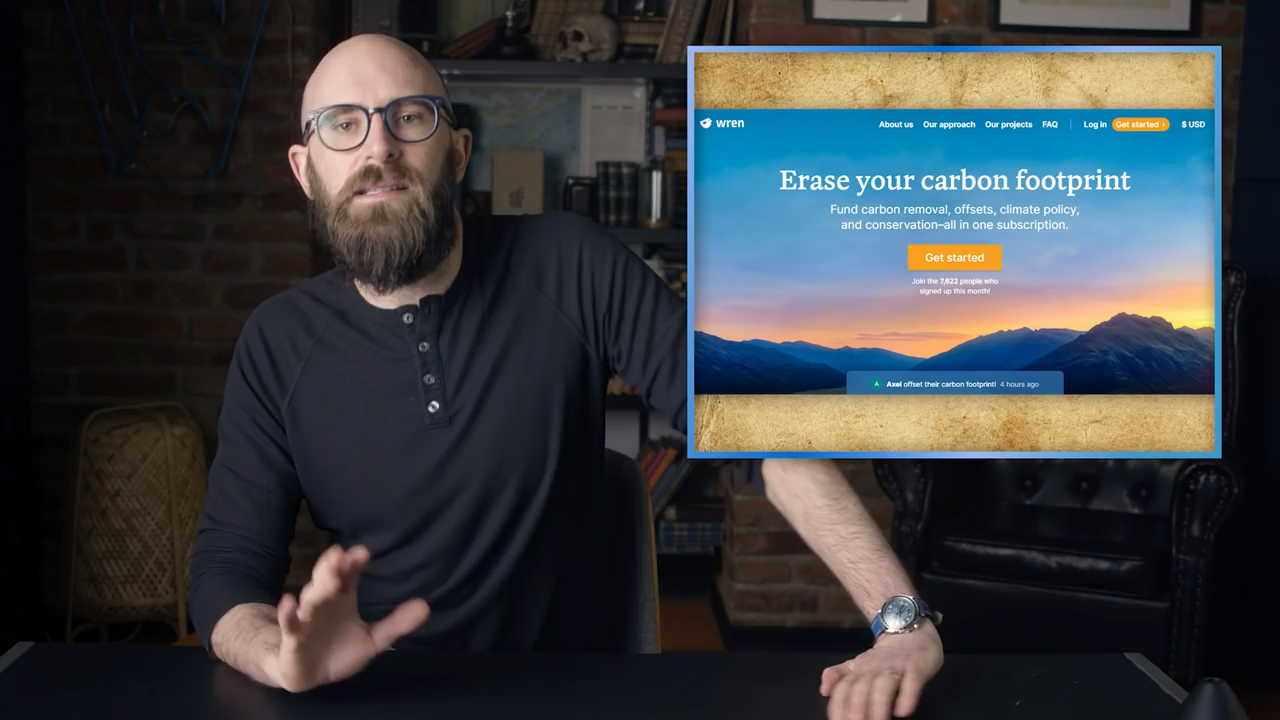 wren
About us Our approach Our projects FAQ Log in Get started › $ USD
Erase your carbon footprint
Fund carbon removal, offsets, climate policy,
and conservation–all in one subscription.
Get started
Join the 7,622 people who
signed up this month!
A Axel offset their carbon footprint! 4 hours ago